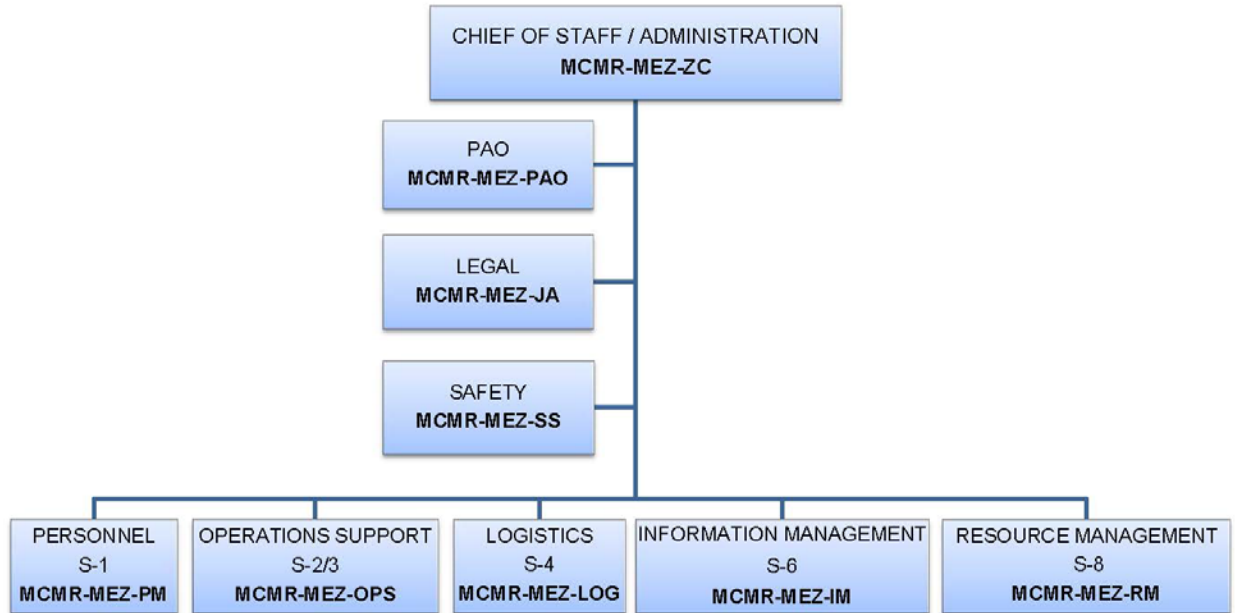 CHIEF OF STAFF / ADMINISTRATION
MCMR-MEZ-ZC
PAO
MCMR-MEZ-PAO
LEGAL
MCMR-MEZ-JA
SAFETY
MCMR-MEZ-SS
PERSONNEL
S-1
MCMR-MEZ-PM
OPERATIONS SUPPORT
S-2/3
MCMR-MEZ-OPS
LOGISTICS
S-4
MCMR-MEZ-LOG
INFORMATION MANAGEMENT
S-6
MCMR-MEZ-IM
RESOURCE MANAGEMENT
S-8
MCMR-MEZ-RM